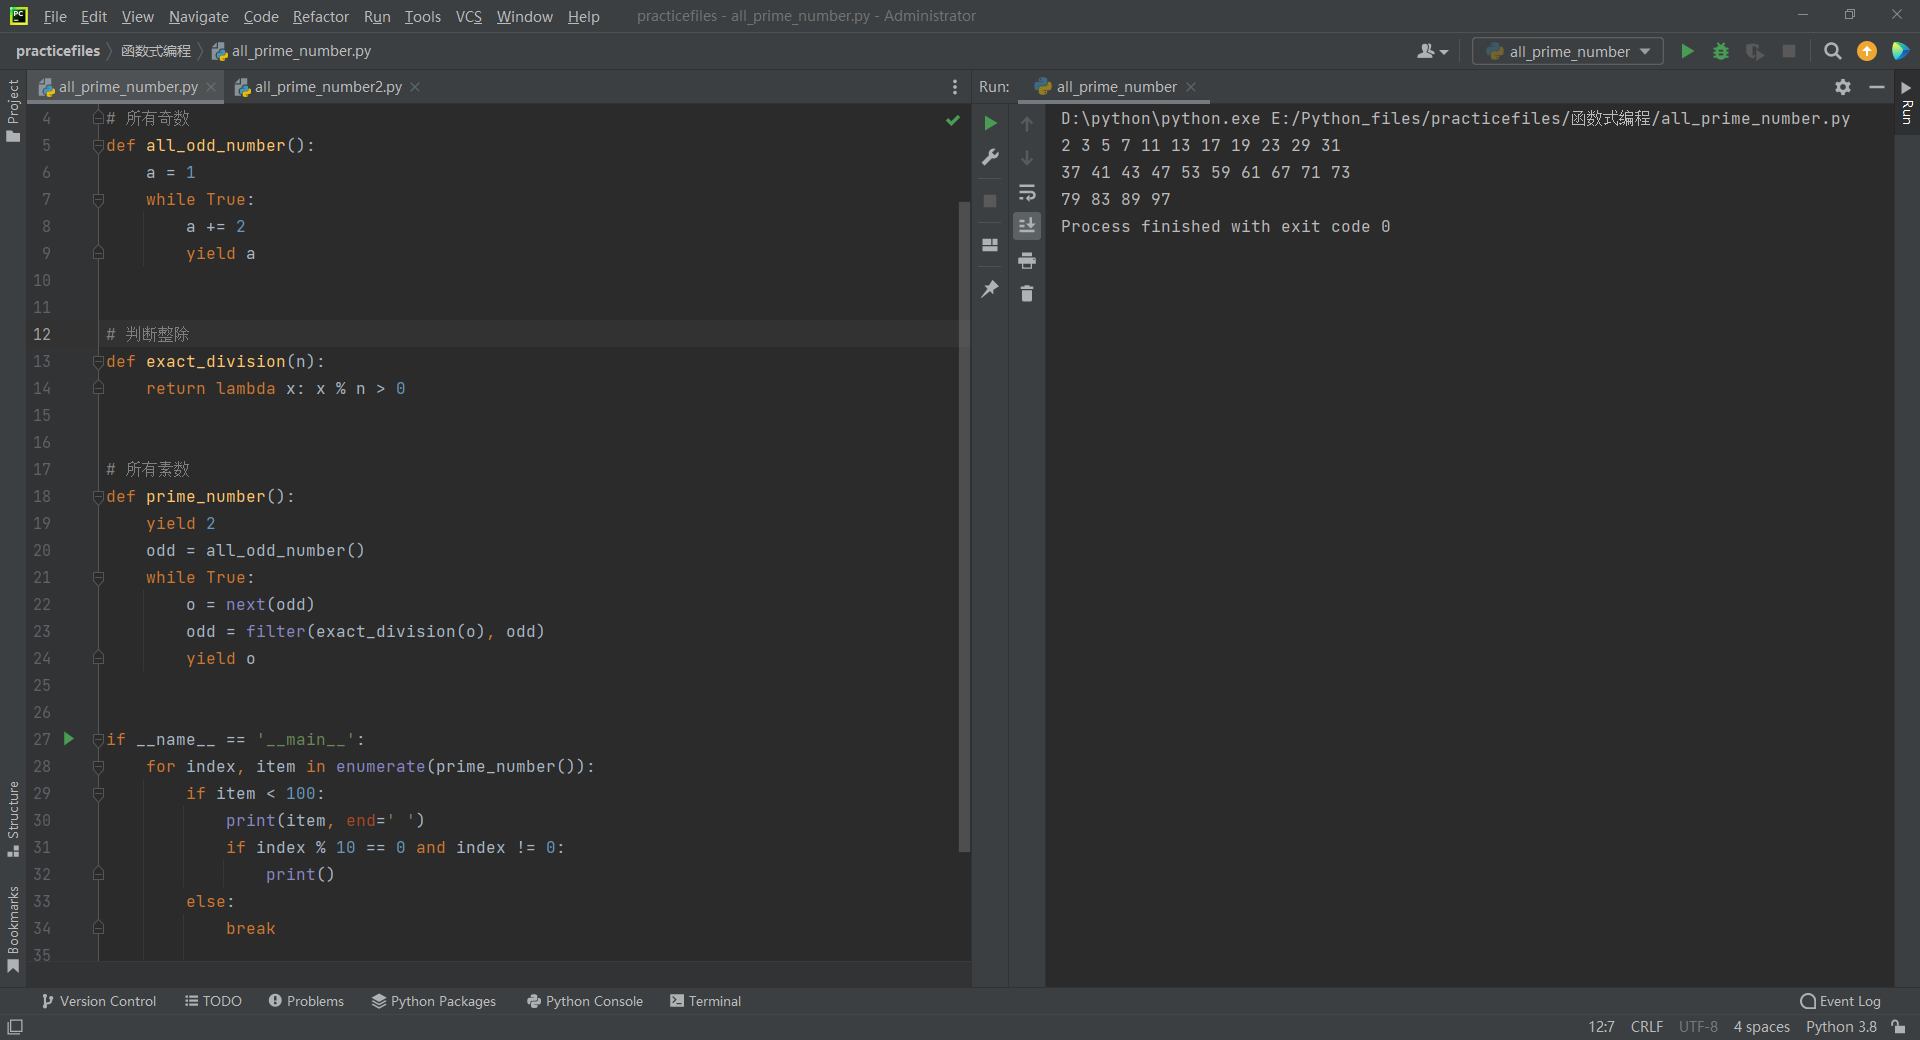 File Edit View Navigate Code Refactor Run Tools VCS Window Help practicefiles - all_prime_number.py - Administrator
practicefiles 函数式编程 all_prime_number.py all_prime_number
all_prime_number.py all_prime_number2.py
Run: all_prime_number
Project
Structure
Bookmarks
4 # 所有奇数
5 def all_odd_number():
6 a = 1
7 while True:
8 a += 2
9 yield a
10
11
12 # 判断整除
13 def exact_division(n):
14 return lambda x: x % n > 0
15
16
17 # 所有素数
18 def prime_number():
19 yield 2
20 odd = all_odd_number()
21 while True:
22 o = next(odd)
23 odd = filter(exact_division(o), odd)
24 yield o
25
26
27 if __name__ == '__main__':
28 for index, item in enumerate(prime_number()):
29 if item < 100:
30 print(item, end=' ')
31 if index % 10 == 0 and index != 0:
32 print()
33 else:
34 break
35
D:\python\python.exe E:/Python_files/practicefiles/函数式编程/all_prime_number.py
2 3 5 7 11 13 17 19 23 29 31
37 41 43 47 53 59 61 67 71 73
79 83 89 97
Process finished with exit code 0
Run
Version Control TODO Problems Python Packages Python Console Terminal Event Log
12:7 CRLF UTF-8 4 spaces Python 3.8